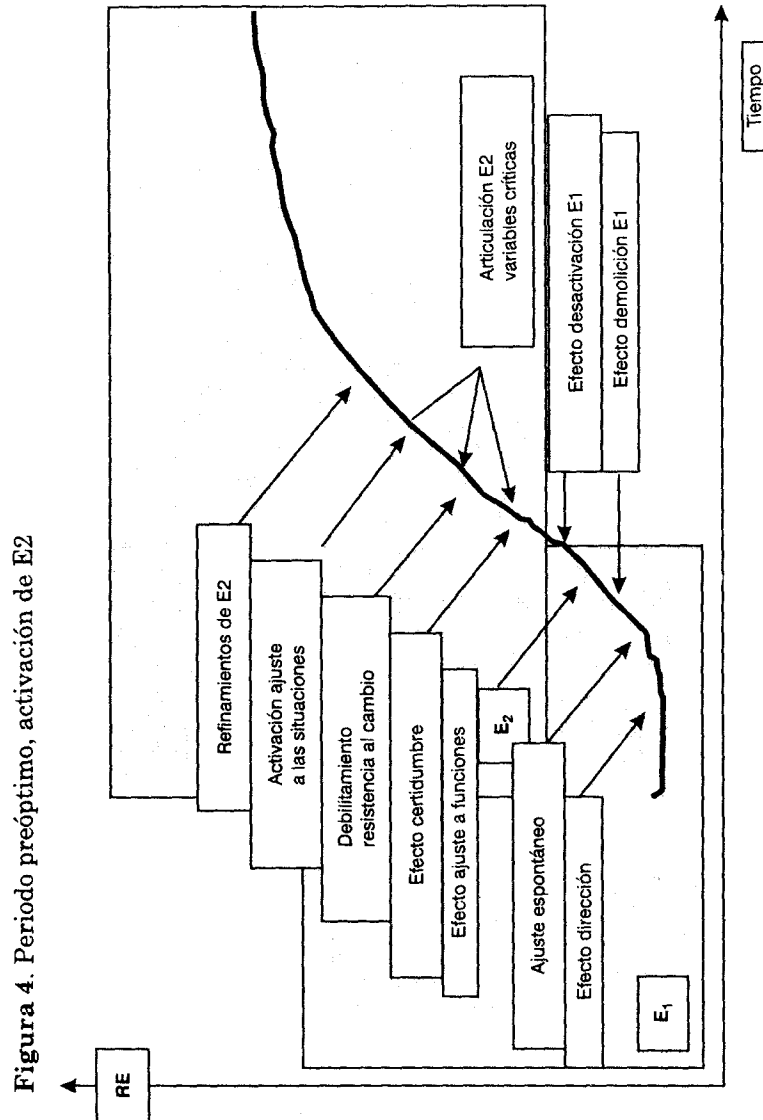 Figura 4. Periodo preóptimo, activación de E2
RE
Refinamientos de E2
Activación ajuste
a las situaciones
Debilitamiento
resistencia al cambio
Efecto certidumbre
Efecto ajuste a funciones
E₂
Ajuste espontáneo
Efecto dirección
E₁
Articulación E2
variables críticas
Efecto desactivación E1
Efecto demolición E1
Tiempo